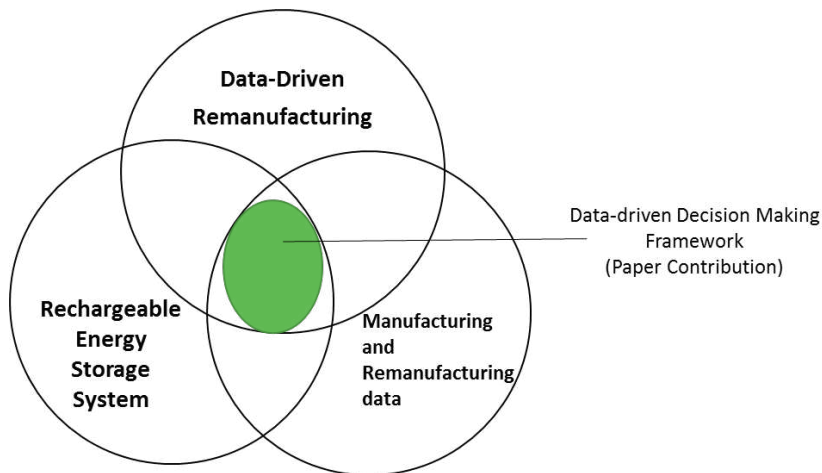 Data-Driven
Remanufacturing
Data-driven Decision Making
Framework
(Paper Contribution)
Rechargeable
Energy
Storage
System
Manufacturing
and
Remanufacturing
data